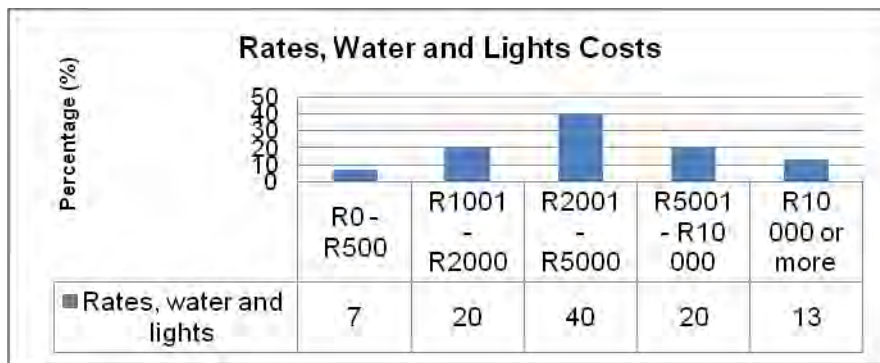 Rates, Water and Lights Costs
Percentage (%)
50
40
30
20
10
0
R0 -
R500
R1001
-
R2000
R2001
-
R5000
R5001
- R10
000
R10
000 or
more
Rates, water and
lights
7
20
40
20
13